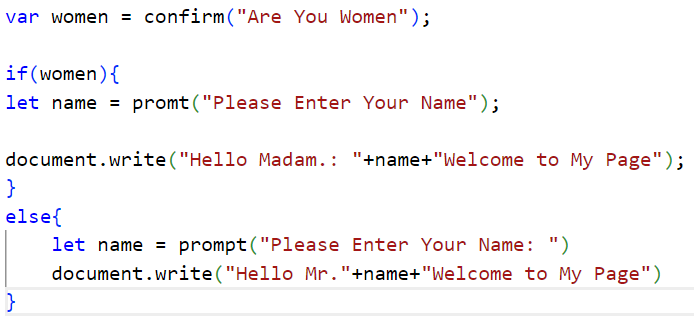 var women = confirm("Are You Women");
if(women){
let name = promt("Please Enter Your Name");
document.write("Hello Madam.: "+name+"Welcome to My Page");
}
else{
    let name = prompt("Please Enter Your Name: ")
    document.write("Hello Mr."+name+"Welcome to My Page")
}